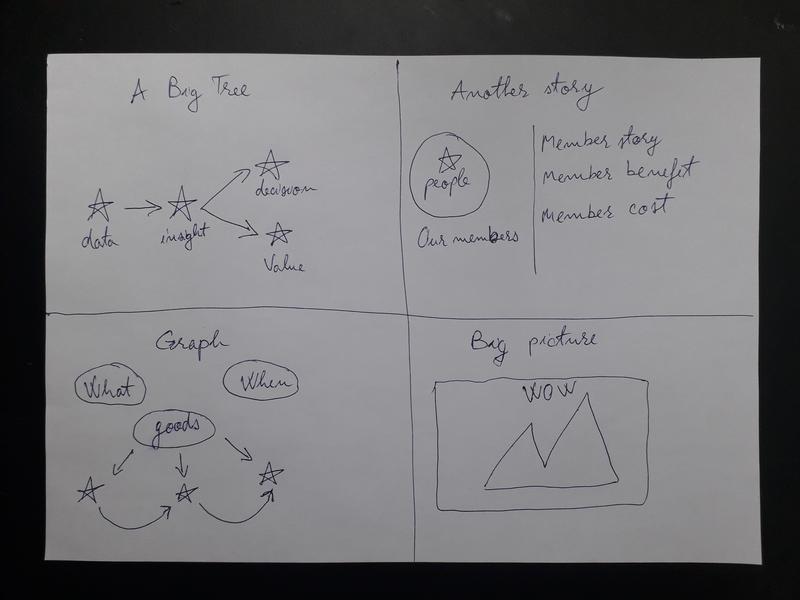 A Big Tree
data
insight
decision
Value
Another story
people
Our members
Member story
Member benefit
Member cost
Graph
What
When
goods
Big picture
WOW